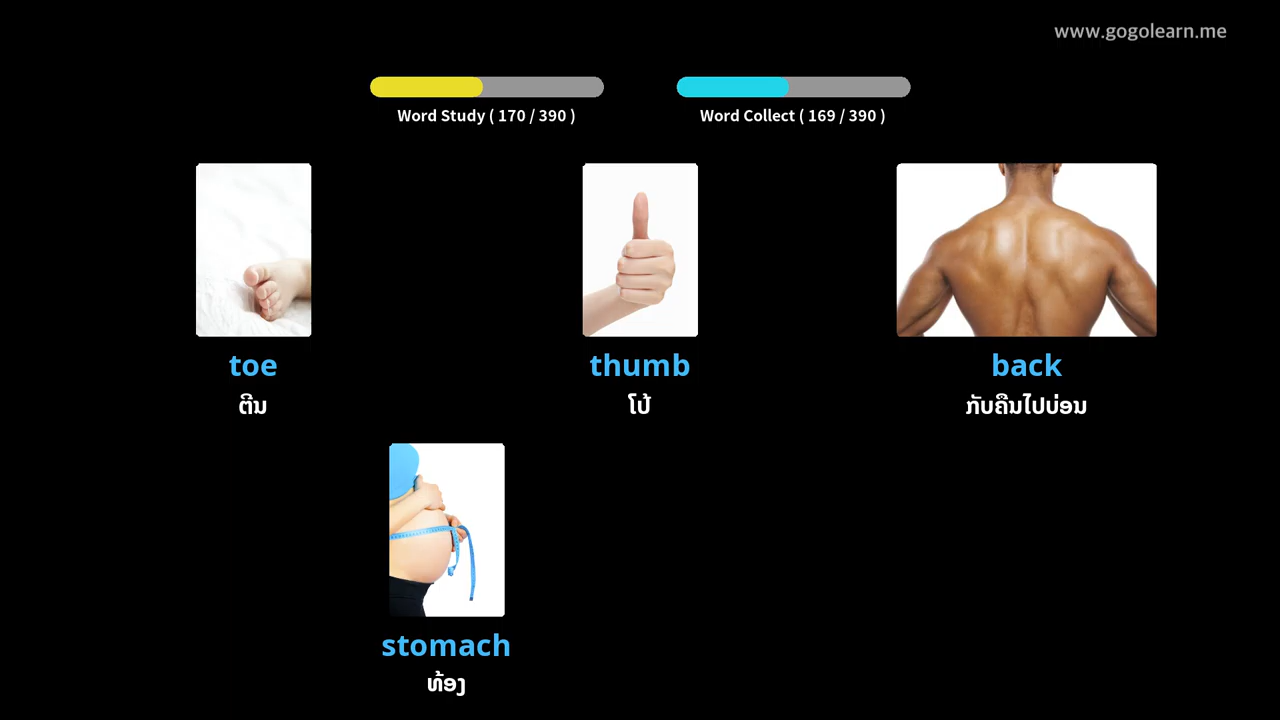 www.gogolearn.me
Word Study ( 170 / 390 )
Word Collect ( 169 / 390 )
toe
ຕີນ
thumb
ໂປ້
back
ກັບຄືນໄປບ່ອນ
stomach
ທ້ອງ